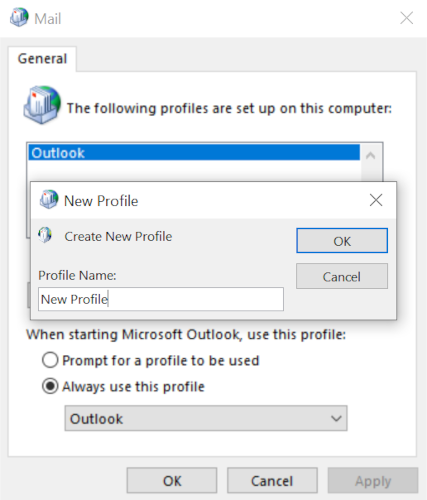 Mail
General
The following profiles are set up on this computer:
Outlook
New Profile
Create New Profile
OK
Profile Name:
Cancel
New Profile
When starting Microsoft Outlook, use this profile:
Prompt for a profile to be used
Always use this profile
Outlook
OK Cancel Apply